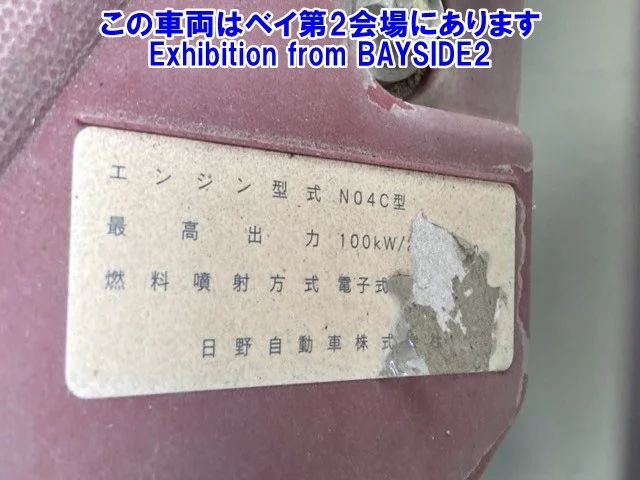 この車両はベイ第2会場にあります
Exhibition from BAYSIDE2
エンジン型式 N04C型
最高出力 100kW/
燃料噴射方式 電子式
日野自動車株式会社